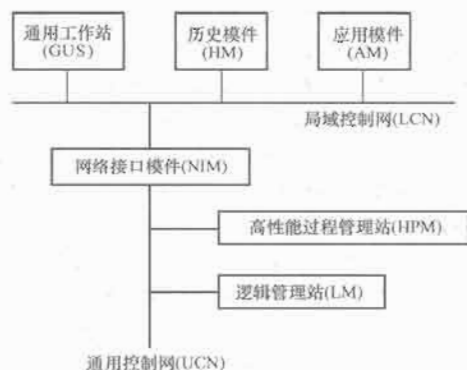 通用工作站
(GUS)
历史模件
(HM)
应用模件
(AM)
局域控制网(LCN)
网络接口模件(NIM)
高性能过程管理站(HPM)
逻辑管理站(LM)
通用控制网(UCN)